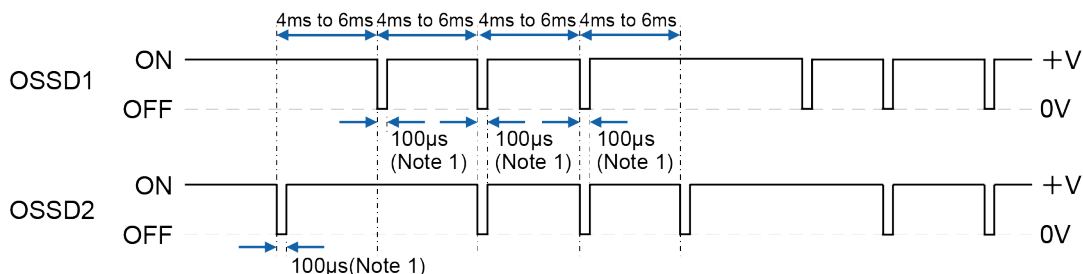 4ms to 6ms 4ms to 6ms 4ms to 6ms 4ms to 6ms
ON
+V
OSSD1
OFF
0V
100µs 100µs 100µs
(Note 1) (Note 1) (Note 1)
ON
+V
OSSD2
OFF
0V
100µs(Note 1)